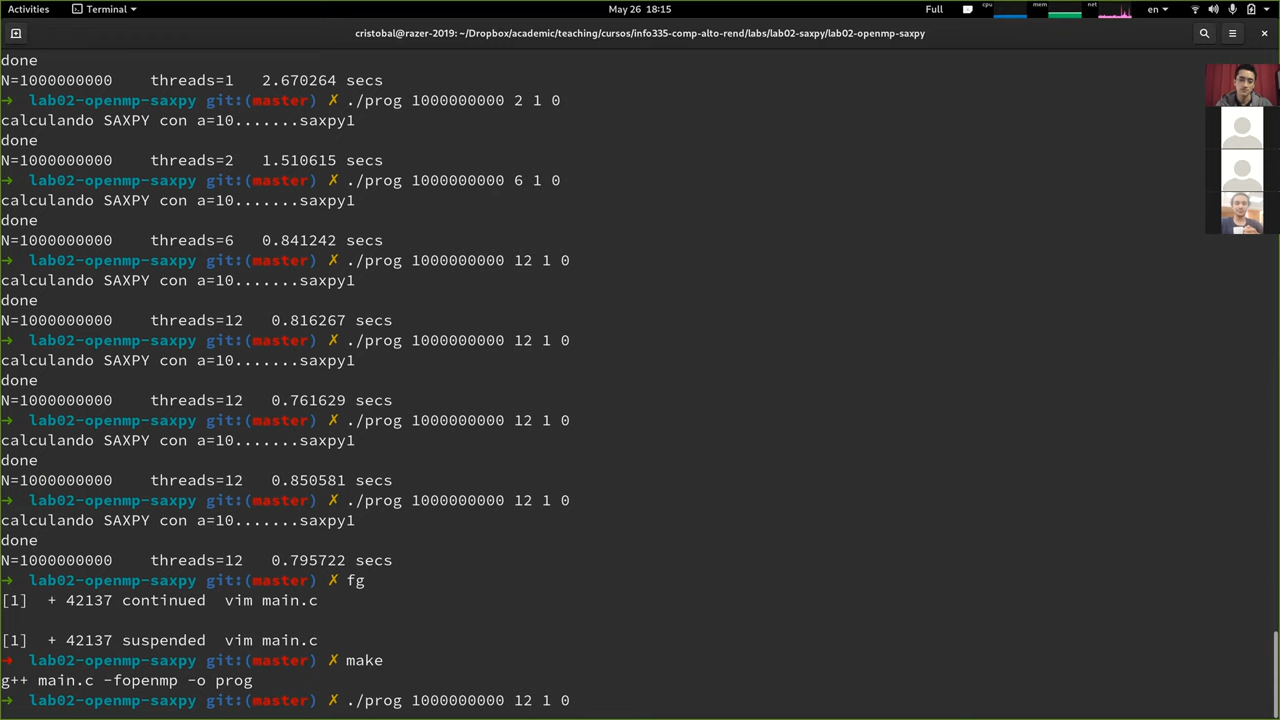 Activities
Terminal
May 26 18:15
Full
cpu
mem
net
en
cristobal@razer-2019: ~/Dropbox/academic/teaching/cursos/info335-comp-alto-rend/labs/lab02-saxpy/lab02-openmp-saxpy
done
N=1000000000 threads=1 2.670264 secs
→ lab02-openmp-saxpy git:(master) ✗ ./prog 1000000000 2 1 0
calculando SAXPY con a=10.......saxpy1
done
N=1000000000 threads=2 1.510615 secs
→ lab02-openmp-saxpy git:(master) ✗ ./prog 1000000000 6 1 0
calculando SAXPY con a=10.......saxpy1
done
N=1000000000 threads=6 0.841242 secs
→ lab02-openmp-saxpy git:(master) ✗ ./prog 1000000000 12 1 0
calculando SAXPY con a=10.......saxpy1
done
N=1000000000 threads=12 0.816267 secs
→ lab02-openmp-saxpy git:(master) ✗ ./prog 1000000000 12 1 0
calculando SAXPY con a=10.......saxpy1
done
N=1000000000 threads=12 0.761629 secs
→ lab02-openmp-saxpy git:(master) ✗ ./prog 1000000000 12 1 0
calculando SAXPY con a=10.......saxpy1
done
N=1000000000 threads=12 0.850581 secs
→ lab02-openmp-saxpy git:(master) ✗ ./prog 1000000000 12 1 0
calculando SAXPY con a=10.......saxpy1
done
N=1000000000 threads=12 0.795722 secs
→ lab02-openmp-saxpy git:(master) ✗ fg
[1] + 42137 continued vim main.c
[1] + 42137 suspended vim main.c
→ lab02-openmp-saxpy git:(master) ✗ make
g++ main.c -fopenmp -o prog
→ lab02-openmp-saxpy git:(master) ✗ ./prog 1000000000 12 1 0